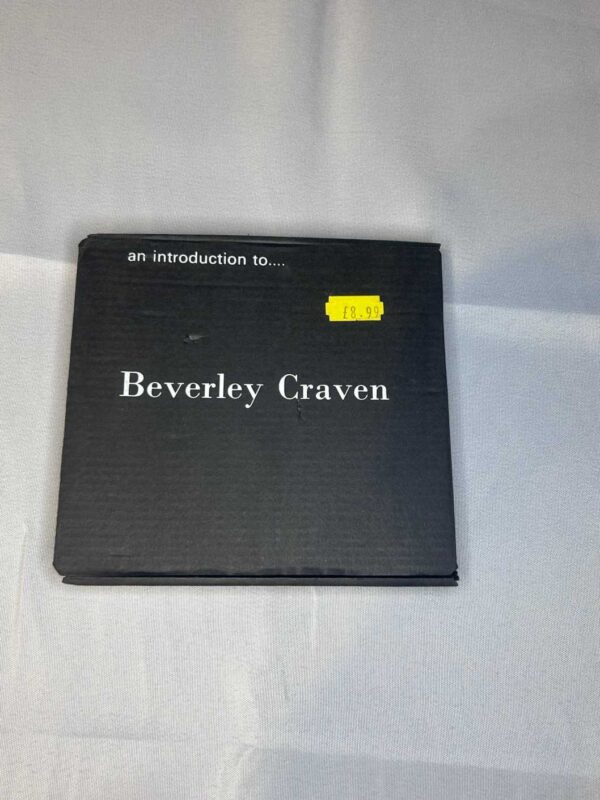 an introduction to....
£8.99
Beverley Craven